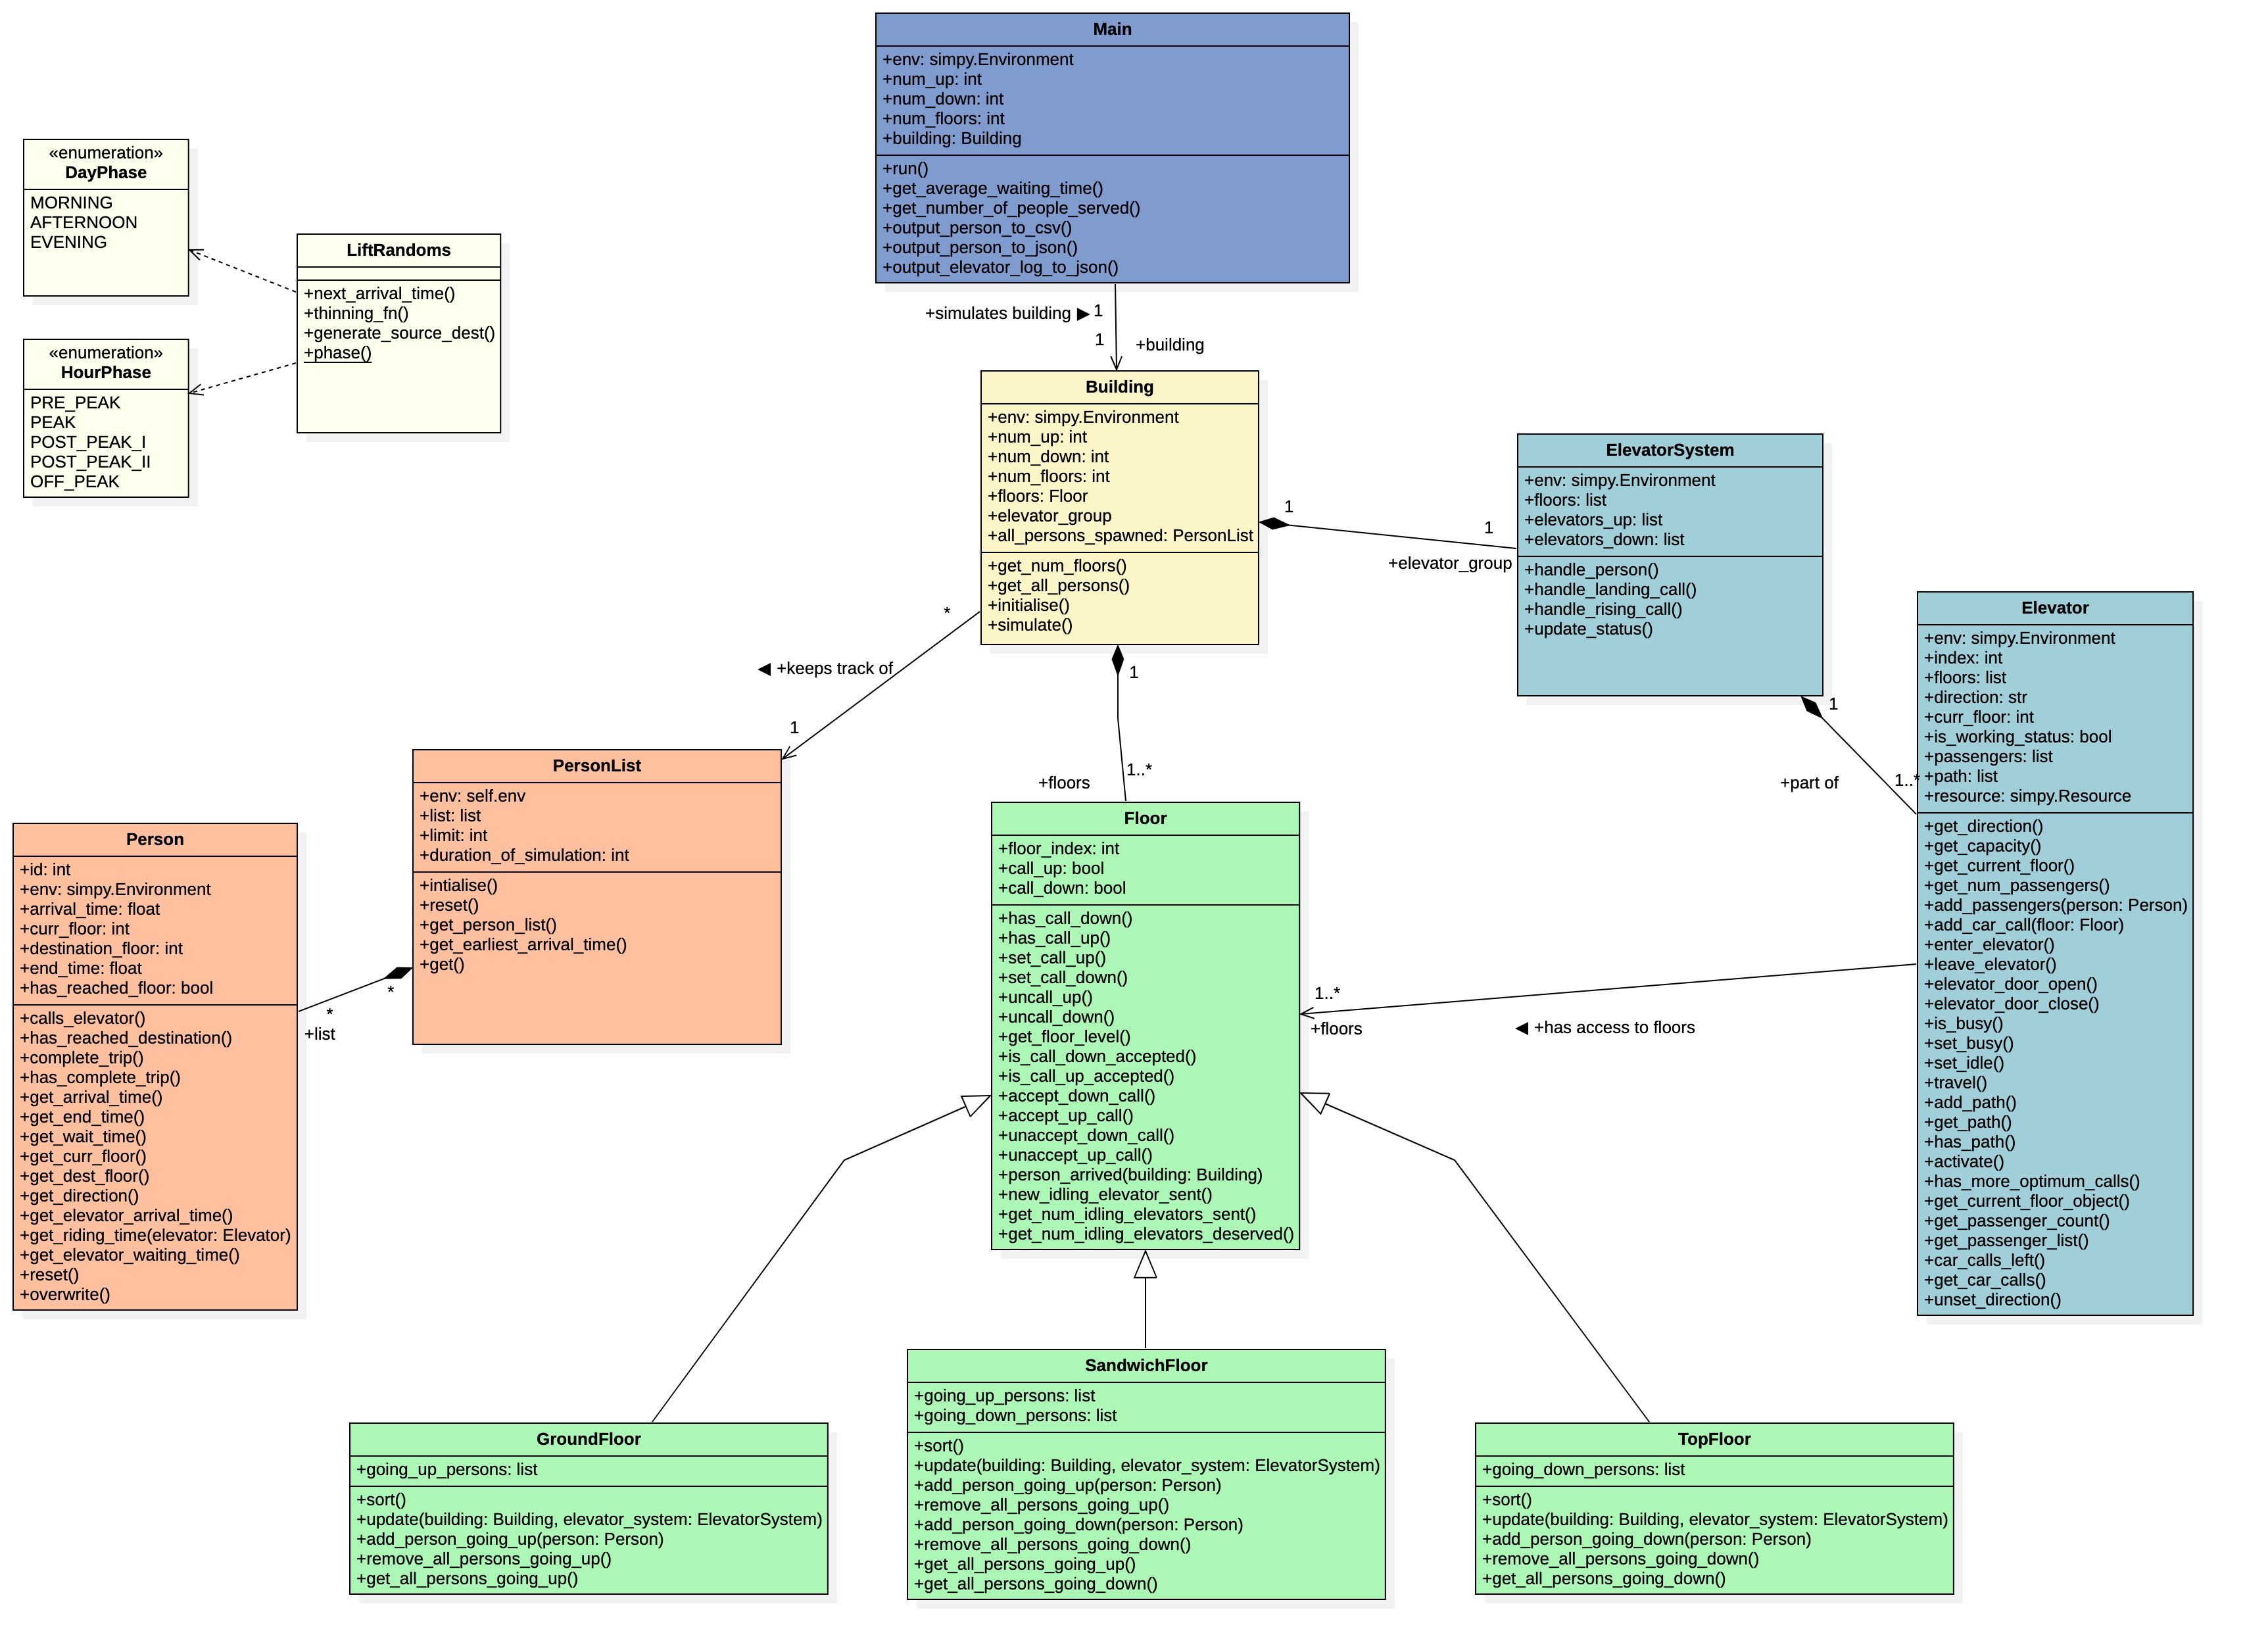 Main
+env: simpy.Environment
+num_up: int
+num_down: int
+num_floors: int
+building: Building
+run()
+get_average_waiting_time()
+get_number_of_people_served()
+output_person_to_csv()
+output_person_to_json()
+output_elevator_log_to_json()
«enumeration»
DayPhase
MORNING
AFTERNOON
EVENING
LiftRandoms
+next_arrival_time()
+thinning_fn()
+generate_source_dest()
+phase()
«enumeration»
HourPhase
PRE_PEAK
PEAK
POST_PEAK_I
POST_PEAK_II
OFF_PEAK
+simulates building ▶ 1
1
+building
Building
+env: simpy.Environment
+num_up: int
+num_down: int
+num_floors: int
+floors: Floor
+elevator_group
+all_persons_spawned: PersonList
+get_num_floors()
+get_all_persons()
+initialise()
+simulate()
1
1
+elevator_group
ElevatorSystem
+env: simpy.Environment
+floors: list
+elevators_up: list
+elevators_down: list
+handle_person()
+handle_landing_call()
+handle_rising_call()
+update_status()
1
1..*
+part of
Elevator
+env: simpy.Environment
+index: int
+floors: list
+direction: str
+curr_floor: int
+is_working_status: bool
+passengers: list
+path: list
+resource: simpy.Resource
+get_direction()
+get_capacity()
+get_current_floor()
+get_num_passengers()
+add_passengers(person: Person)
+add_car_call(floor: Floor)
+enter_elevator()
+leave_elevator()
+elevator_door_open()
+elevator_door_close()
+is_busy()
+set_busy()
+set_idle()
+travel()
+add_path()
+get_path()
+has_path()
+activate()
+has_more_optimum_calls()
+get_current_floor_object()
+get_passenger_count()
+get_passenger_list()
+car_calls_left()
+get_car_calls()
+unset_direction()
*
◀ +keeps track of
1
PersonList
+env: self.env
+list: list
+limit: int
+duration_of_simulation: int
+intialise()
+reset()
+get_person_list()
+get_earliest_arrival_time()
+get()
*
*
+list
Person
+id: int
+env: simpy.Environment
+arrival_time: float
+curr_floor: int
+destination_floor: int
+end_time: float
+has_reached_floor: bool
+calls_elevator()
+has_reached_destination()
+complete_trip()
+has_complete_trip()
+get_arrival_time()
+get_end_time()
+get_wait_time()
+get_curr_floor()
+get_dest_floor()
+get_direction()
+get_elevator_arrival_time()
+get_riding_time(elevator: Elevator)
+get_elevator_waiting_time()
+reset()
+overwrite()
1
1..*
+floors
Floor
+floor_index: int
+call_up: bool
+call_down: bool
+has_call_down()
+has_call_up()
+set_call_up()
+set_call_down()
+uncall_up()
+uncall_down()
+get_floor_level()
+is_call_down_accepted()
+is_call_up_accepted()
+accept_down_call()
+accept_up_call()
+unaccept_down_call()
+unaccept_up_call()
+person_arrived(building: Building)
+new_idling_elevator_sent()
+get_num_idling_elevators_sent()
+get_num_idling_elevators_deserved()
1..*
+floors
◀ +has access to floors
GroundFloor
+going_up_persons: list
+sort()
+update(building: Building, elevator_system: ElevatorSystem)
+add_person_going_up(person: Person)
+remove_all_persons_going_up()
+get_all_persons_going_up()
SandwichFloor
+going_up_persons: list
+going_down_persons: list
+sort()
+update(building: Building, elevator_system: ElevatorSystem)
+add_person_going_up(person: Person)
+remove_all_persons_going_up()
+add_person_going_down(person: Person)
+remove_all_persons_going_down()
+get_all_persons_going_up()
+get_all_persons_going_down()
TopFloor
+going_down_persons: list
+sort()
+update(building: Building, elevator_system: ElevatorSystem)
+add_person_going_down(person: Person)
+remove_all_persons_going_down()
+get_all_persons_going_down()